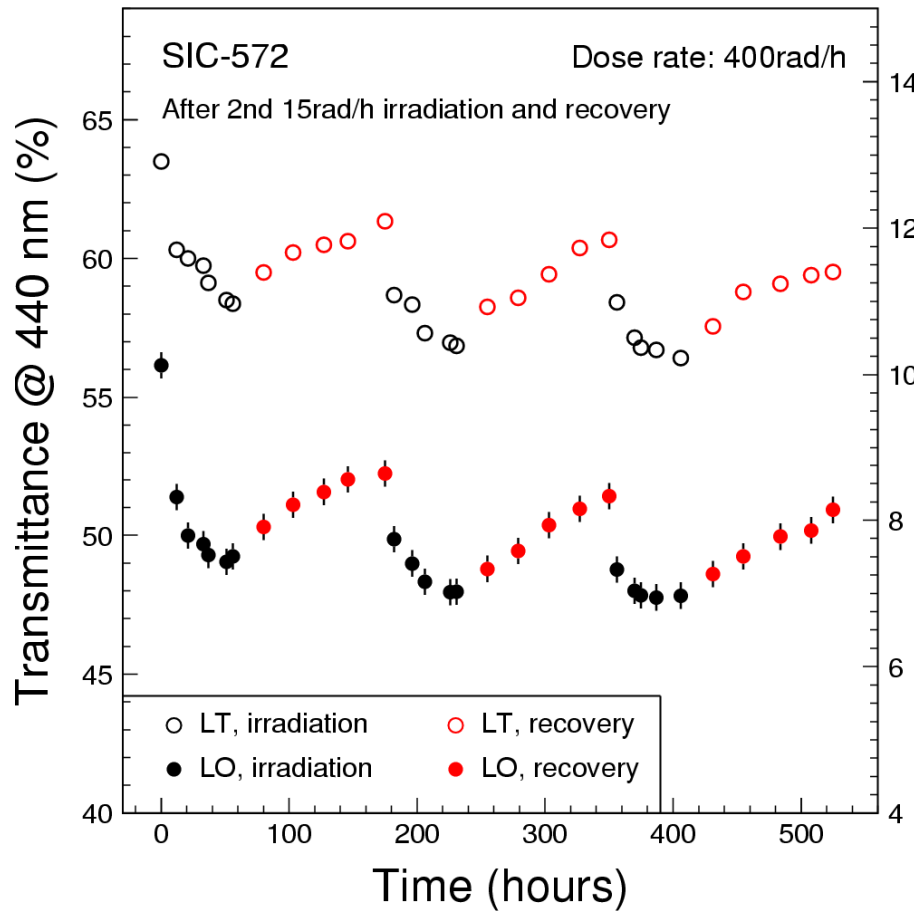 SIC-572
Dose rate: 400rad/h
After 2nd 15rad/h irradiation and recovery
Transmittance @ 440 nm (%)
65
60
55
50
45
40
14
12
10
8
6
4
LT, irradiation
LT, recovery
LO, irradiation
LO, recovery
0 100 200 300 400 500
Time (hours)